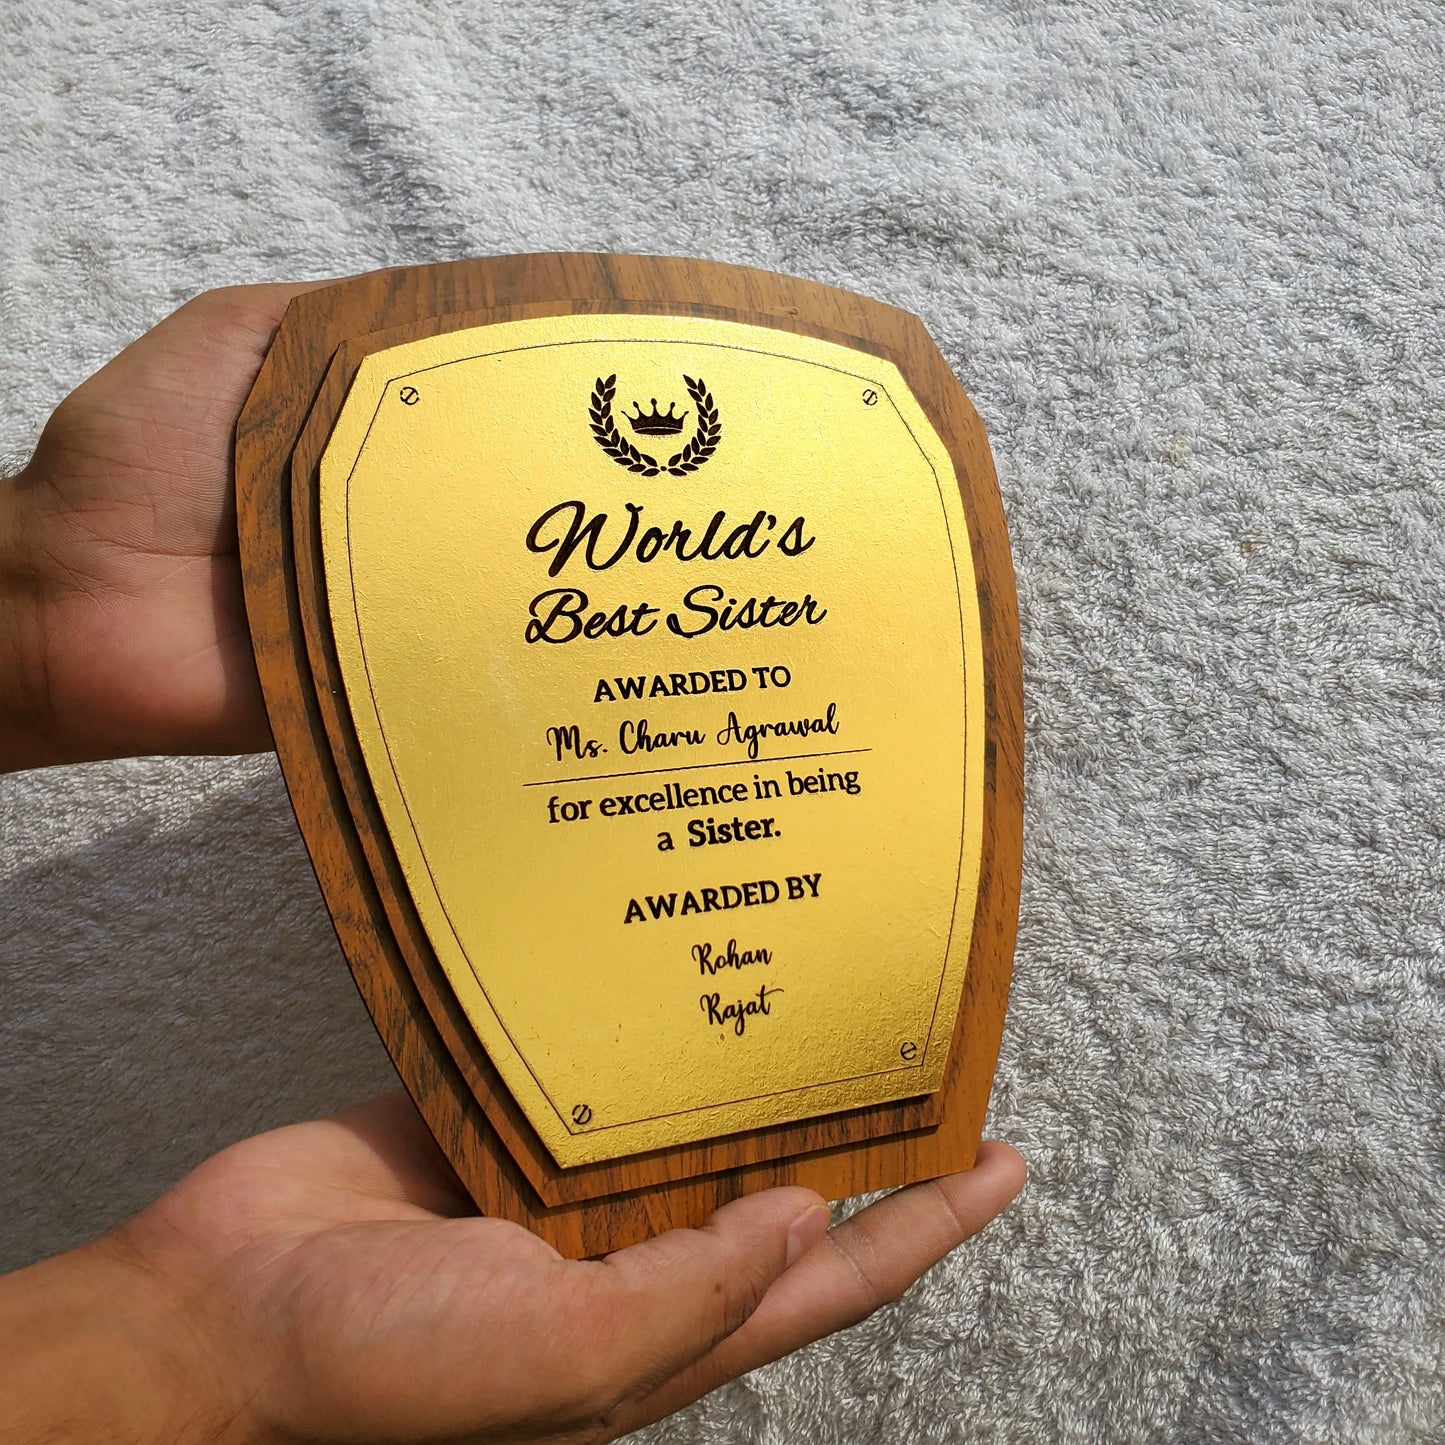 World's
Best Sister
AWARDED TO
Ms. Charu Agrawal
for excellence in being
a Sister.
AWARDED BY
Rohan
Rajat